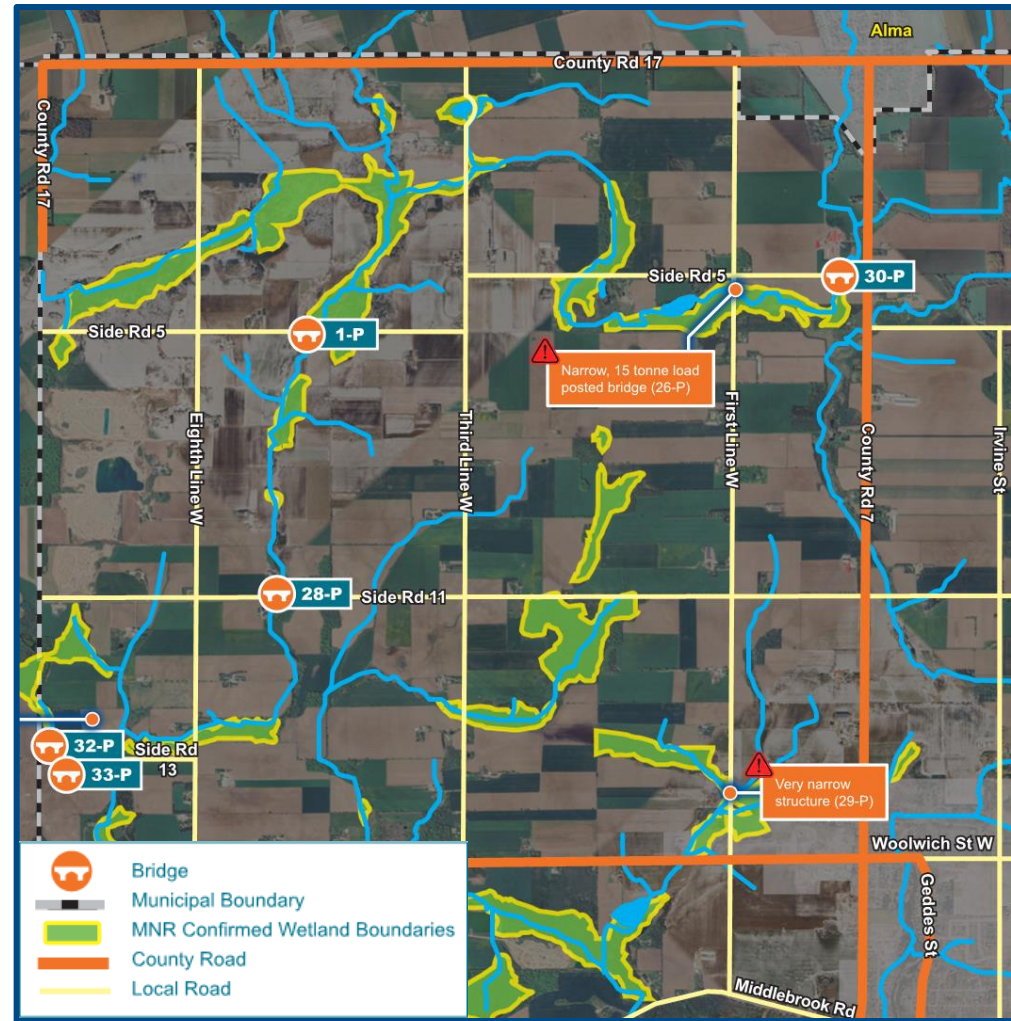 Alma
County Rd 17
County Rd 17
Side Rd 5
30-P
Side Rd 5
1-P
Narrow, 15 tonne load
posted bridge (26-P)
Eighth Line W
Third Line W
First Line W
County Rd 7
Irvine St
28-P
Side Rd 11
32-P
Side Rd
13
33-P
Very narrow
structure (29-P)
Woolwich St W
Geddes St
Middlebrook Rd
Bridge
Municipal Boundary
MNR Confirmed Wetland Boundaries
County Road
Local Road